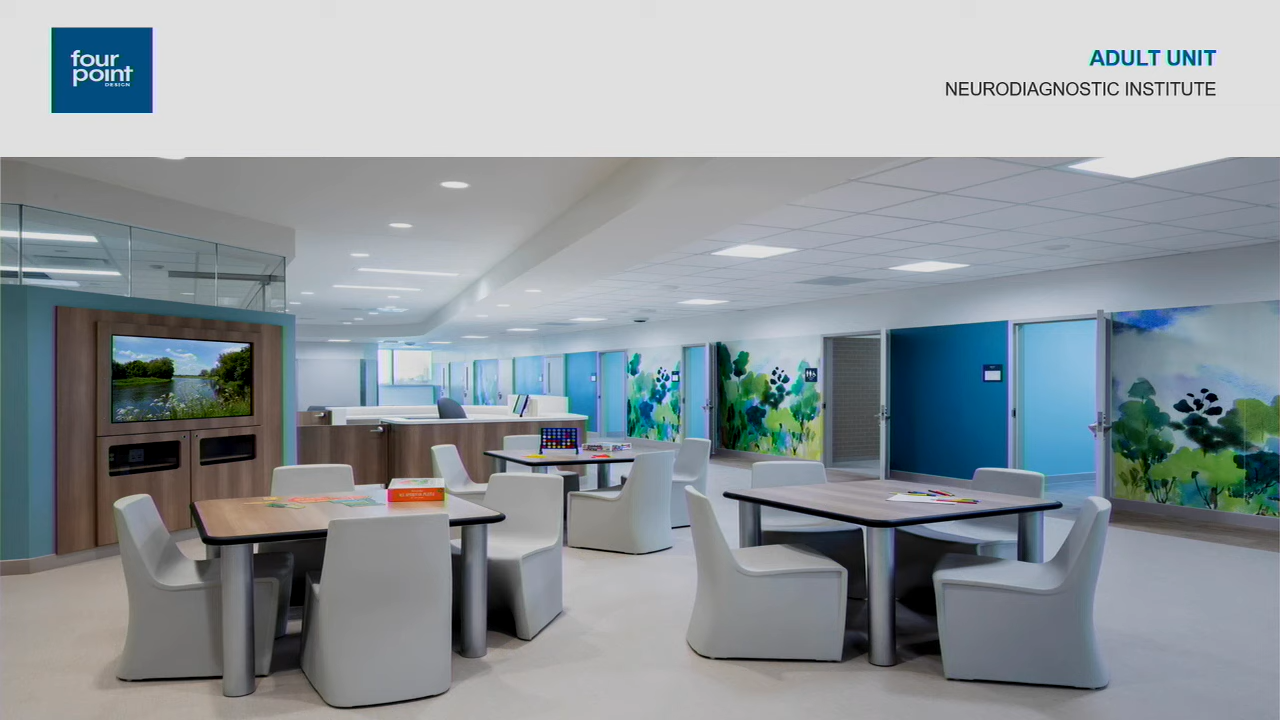 four
point
DESIGN
ADULT UNIT
NEURODIAGNOSTIC INSTITUTE